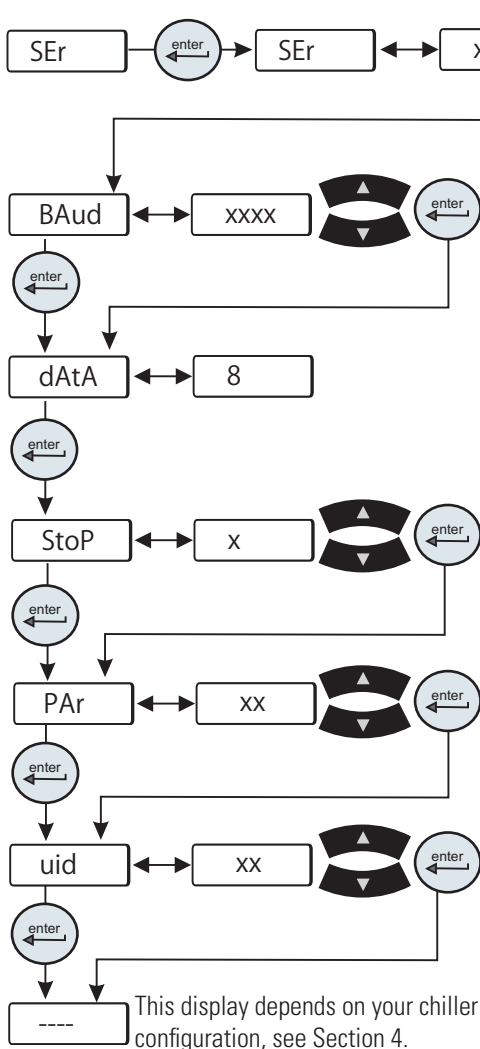 SEr enter SEr x
BAud xxxx enter
enter
dAtA 8
enter
StoP x enter
enter
PAr xx enter
enter
uid xx enter
enter
---- This display depends on your chiller
configuration, see Section 4.